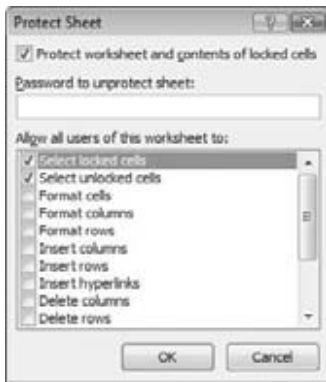 Protect Sheet
Protect worksheet and contents of locked cells
Password to unprotect sheet:
Allow all users of this worksheet to:
Select locked cells
Select unlocked cells
Format cells
Format columns
Format rows
Insert columns
Insert rows
Insert hyperlinks
Delete columns
Delete rows
OK
Cancel